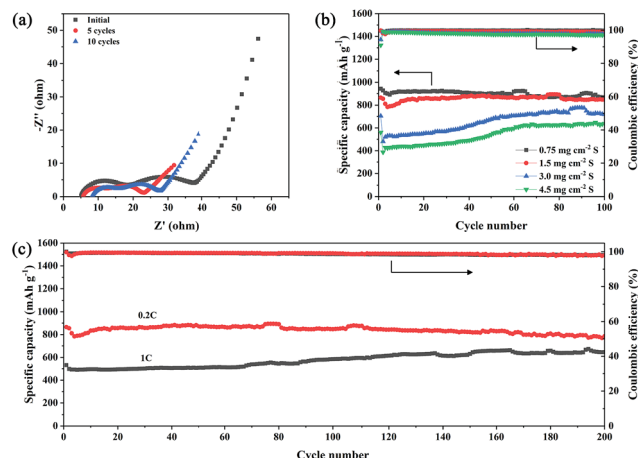 (a)
Initial
5 cycles
10 cycles
-Z'' (ohm)
50
40
30
20
10
0
0 10 20 30 40 50 60
Z' (ohm)
(b)
Specific capacity (mAh g⁻¹)
1600
1400
1200
1000
800
600
400
200
0
0.75 mg cm⁻² S
1.5 mg cm⁻² S
3.0 mg cm⁻² S
4.5 mg cm⁻² S
0 20 40 60 80 100
Cycle number
100
80
60
40
20
0
Coulombic efficiency (%)
(c)
Specific capacity (mAh g⁻¹)
1600
1400
1200
1000
800
600
400
200
0
0.2C
1C
0 20 40 60 80 100 120 140 160 180 200
Cycle number
100
80
60
40
20
0
Coulombic efficiency (%)